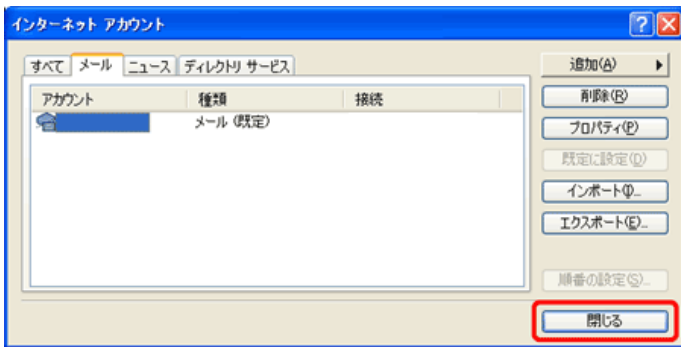 インターネット アカウント
すべて メール ニュース ディレクトリ サービス
追加(A)
アカウント 種類 接続
削除(R)
メール (既定)
プロパティ(P)
既定に設定(D)
インポート(I)...
エクスポート(E)...
順番の設定(S)...
閉じる